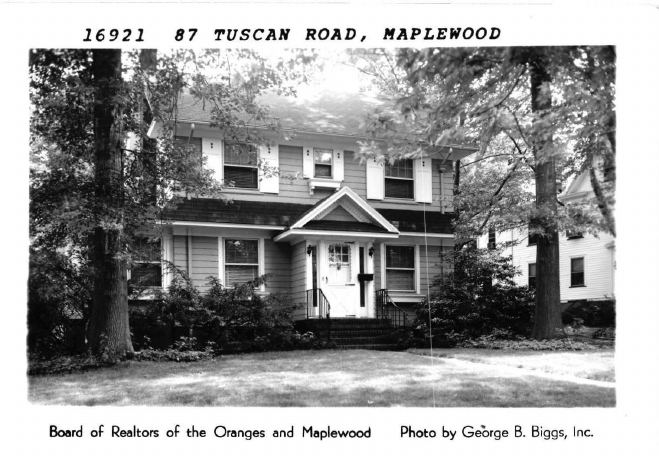 16921 87 TUSCAN ROAD, MAPLEWOOD
Board of Realtors of the Oranges and Maplewood Photo by George B. Biggs, Inc.